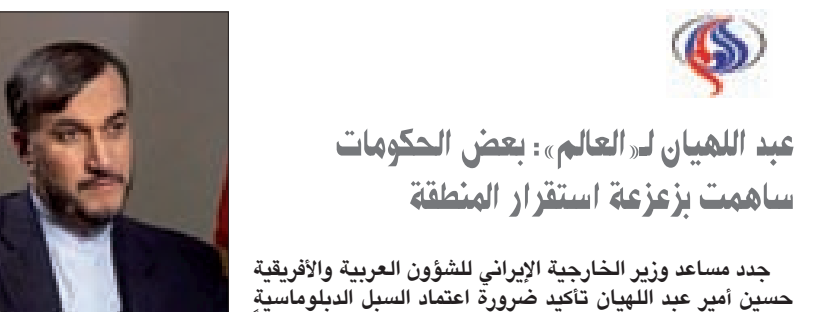 عبد اللهيان لـ«العالم»: بعض الحكومات
ساهمت بزعزعة استقرار المنطقة
جدد مساعد وزير الخارجية الإيراني للشؤون العربية والأفريقية
حسين أمير عبد اللهيان تأكيد ضرورة اعتماد السبل الدبلوماسية